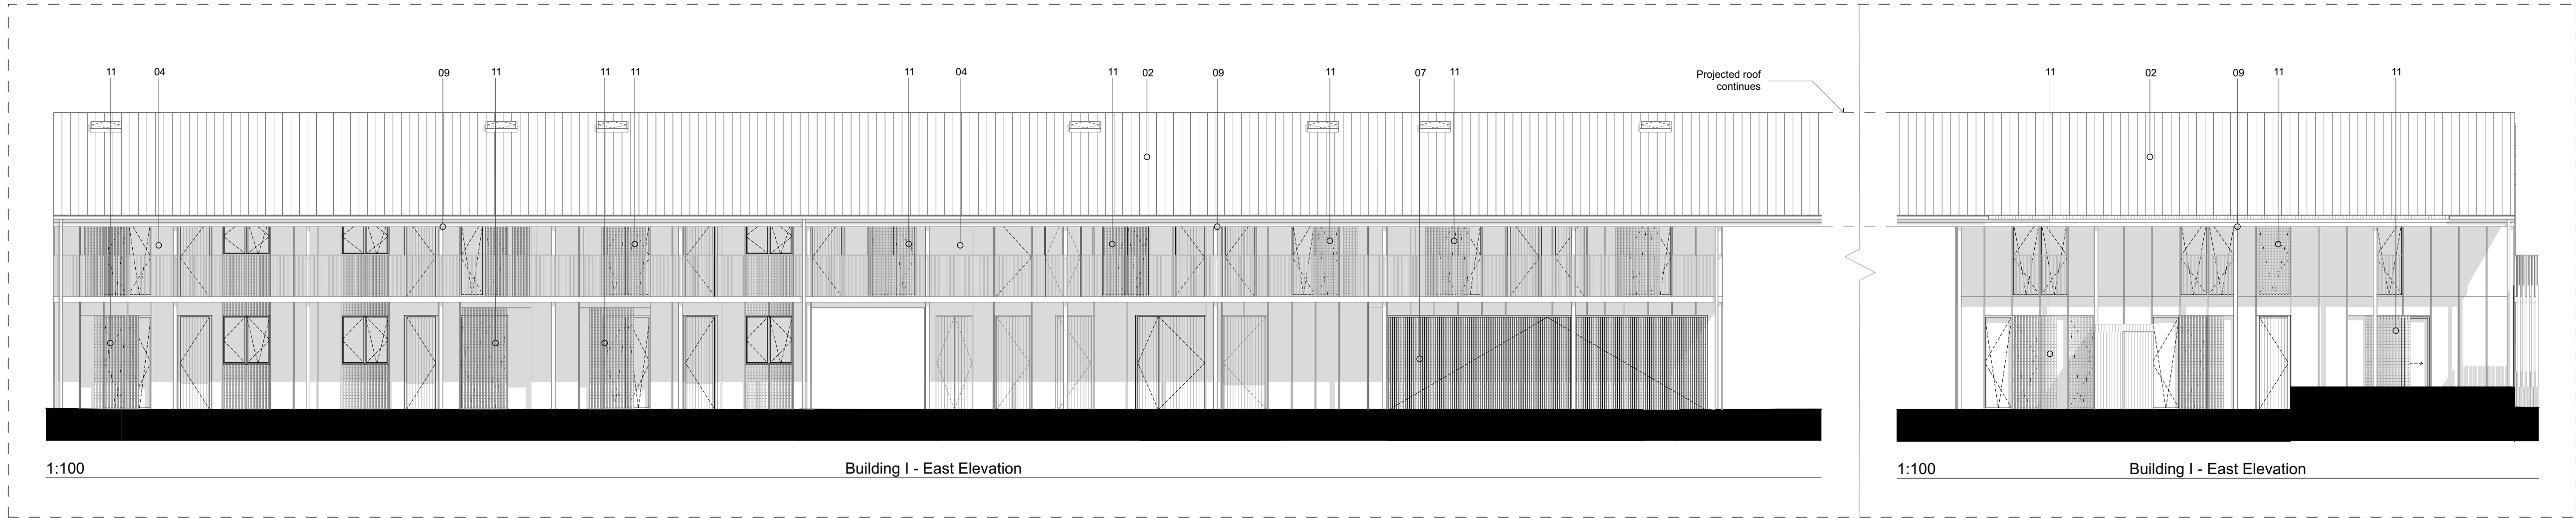 11 04 09 11 11 11 11 04 11 02 09 11 07 11
Projected roof
continues
11 02 09 11 11
1:100 Building I - East Elevation
1:100 Building I - East Elevation